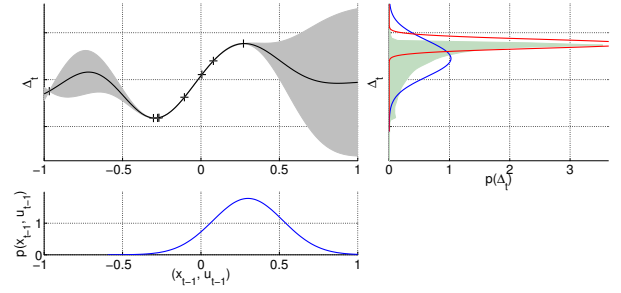 Δt
-1 -0.5 0 0.5 1
Δt
0 1 2 3
p(Δt)
p(xt-1, ut-1)
1
0
-1 -0.5 0 0.5 1
(xt-1, ut-1)